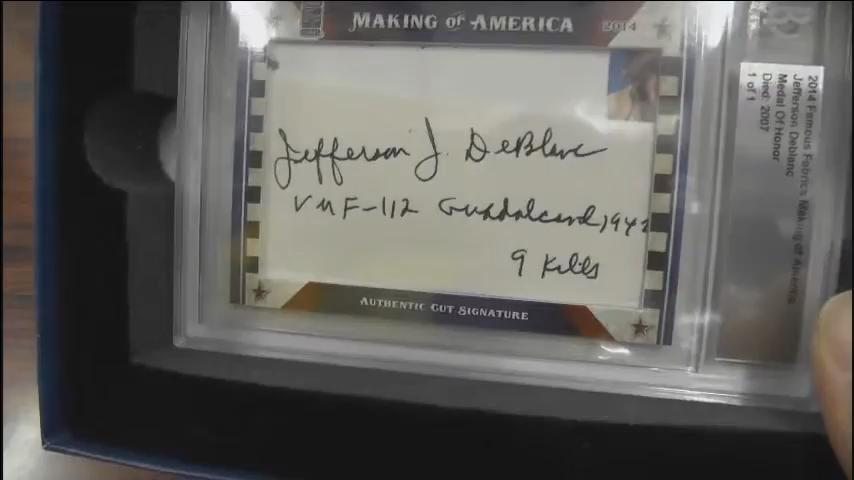 MAKING OF AMERICA
2014
Jefferson J. DeBlanc
VMF-112 Guadalcanal, 1942
9 Kills
AUTHENTIC CUT SIGNATURE
2014 Famous Fabrics Making of America
Jefferson Deblanc
Medal Of Honor
Died: 2007
1 of 1